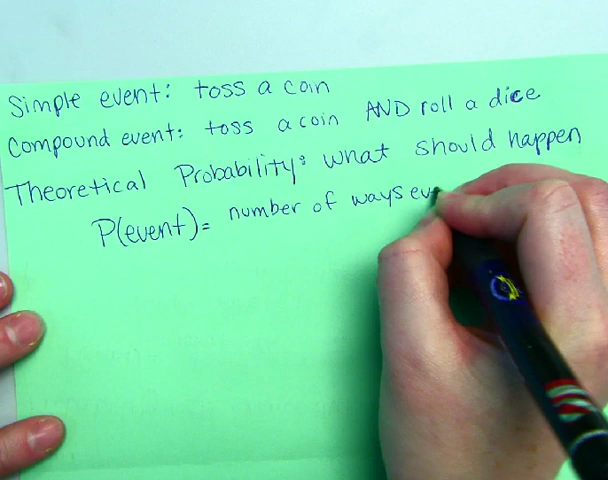 Simple event: toss a coin
Compound event: toss a coin AND roll a dice
Theoretical Probability: what should happen
P(event)= number of ways ev